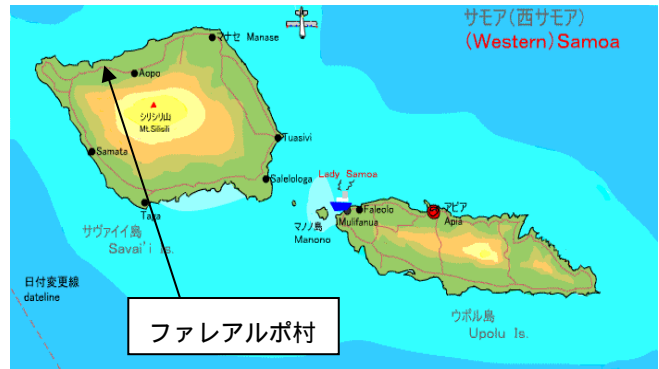 サモア(西サモア)
(Western)Samoa
マナセ Manase
Aopo
シリシリ山
Mt.Silisili
Tuasivi
Samata
Lady Samoa
Salelologa
Taga
サヴァイイ島
Savai'i Is.
マノノ島
Manono
Faleolo
Mulifanua
アピア
Apia
日付変更線
dateline
ウポル島
Upolu Is.
ファレアルポ村